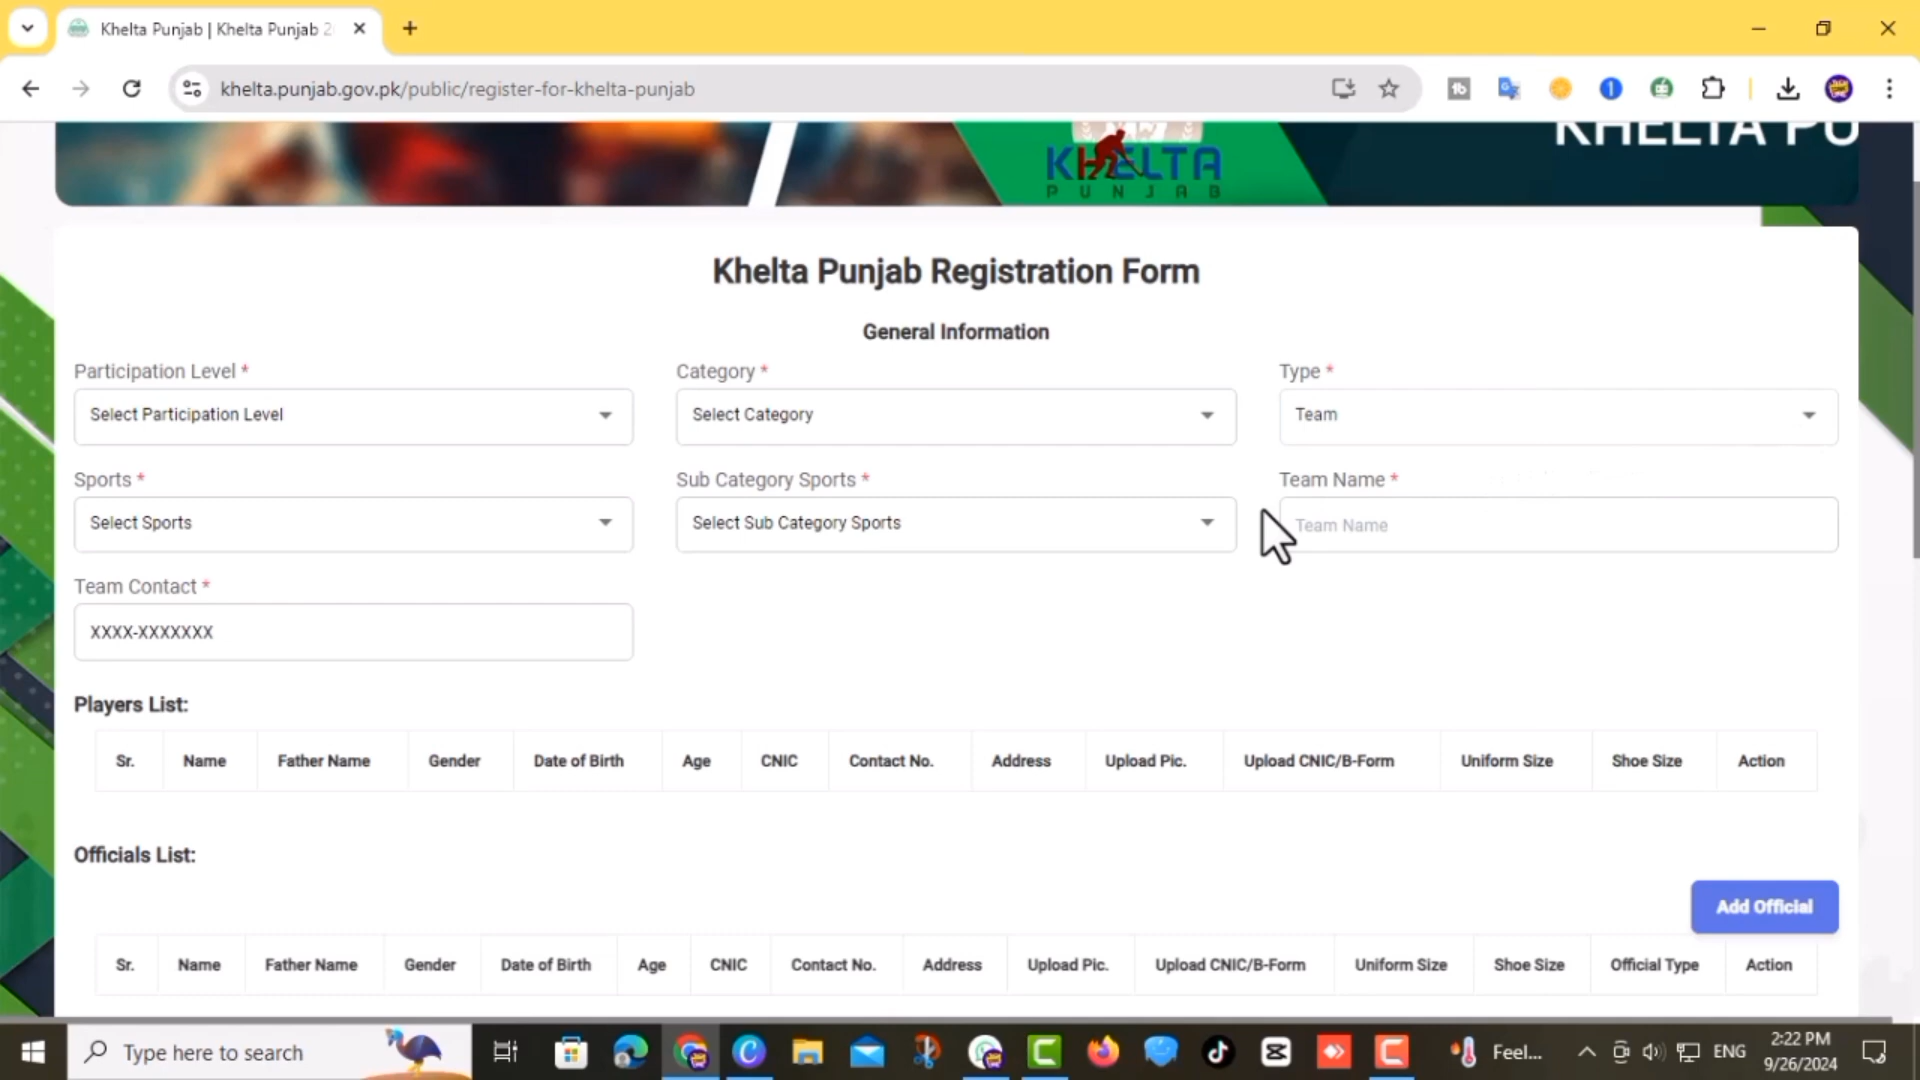 Khelta Punjab | Khelta Punjab 2
khelta.punjab.gov.pk/public/register-for-khelta-punjab
KHELTA
PUNJAB
KHELTA PU
Khelta Punjab Registration Form
General Information
Participation Level * Category * Type *
Select Participation Level Select Category Team
Sports * Sub Category Sports * Team Name *
Select Sports Select Sub Category Sports Team Name
Team Contact *
XXXX-XXXXXXX
Players List:
Sr. Name Father Name Gender Date of Birth Age CNIC Contact No. Address Upload Pic. Upload CNIC/B-Form Uniform Size Shoe Size Action
Officials List:
Add Official
Sr. Name Father Name Gender Date of Birth Age CNIC Contact No. Address Upload Pic. Upload CNIC/B-Form Uniform Size Shoe Size Official Type Action
Type here to search Feel... ENG 2:22 PM
9/26/2024